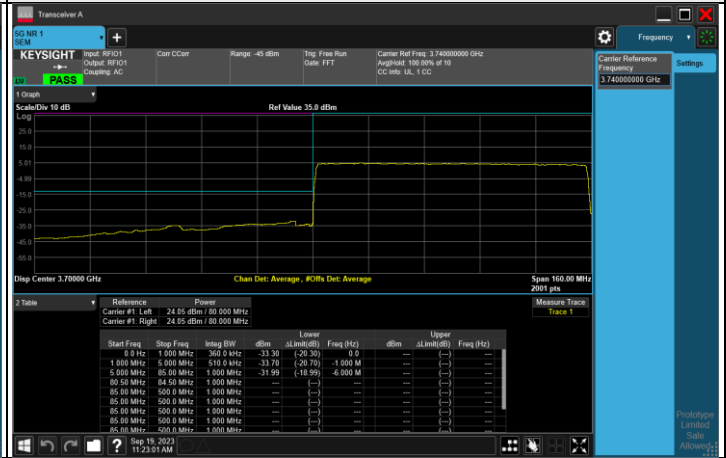 Transceiver A
5G NR 1
SEM
Frequency
KEYSIGHT
PASS
Input: RFIO1
Output: RFIO1
Coupling: AC
Corr CCorr
Range: -45 dBm
Trig: Free Run
Gate: FFT
Carrier Ref Freq: 3.740000000 GHz
Avg|Hold: 100.00% of 10
CC Info: UL, 1 CC
Carrier Reference
Frequency
3.740000000 GHz
Settings
1 Graph
Scale/Div 10 dB
Ref Value 35.0 dBm
Log
25.0
15.0
5.01
-4.99
-15.0
-25.0
-35.0
-45.0
-55.0
Disp Center 3.70000 GHz
Chan Det: Average, #Offs Det: Average
Span 160.00 MHz
2001 pts
2 Table
Reference Power
Carrier #1: Left 24.05 dBm / 80.000 MHz
Carrier #1: Right 24.05 dBm / 80.000 MHz
Measure Trace
Trace 1
Lower Upper
Start Freq Stop Freq Integ BW dBm ΔLimit(dB) Freq (Hz) dBm ΔLimit(dB) Freq (Hz)
0.0 Hz 1.000 MHz 360.0 kHz -33.30 (-20.30) 0.0 --- (---) ---
1.000 MHz 5.000 MHz 510.0 kHz -33.70 (-20.70) -1.000 M --- (---) ---
5.000 MHz 85.00 MHz 1.000 MHz -31.99 (-18.99) -6.000 M --- (---) ---
80.50 MHz 84.50 MHz 1.000 MHz --- (---) --- --- (---) ---
85.00 MHz 500.0 MHz 1.000 MHz --- (---) --- --- (---) ---
85.00 MHz 500.0 MHz 1.000 MHz --- (---) --- --- (---) ---
85.00 MHz 500.0 MHz 1.000 MHz --- (---) --- --- (---) ---
85.00 MHz 500.0 MHz 1.000 MHz --- (---) --- --- (---) ---
Sep 19, 2023
11:23:01 AM
Prototype
Limited
Sale
Allowed